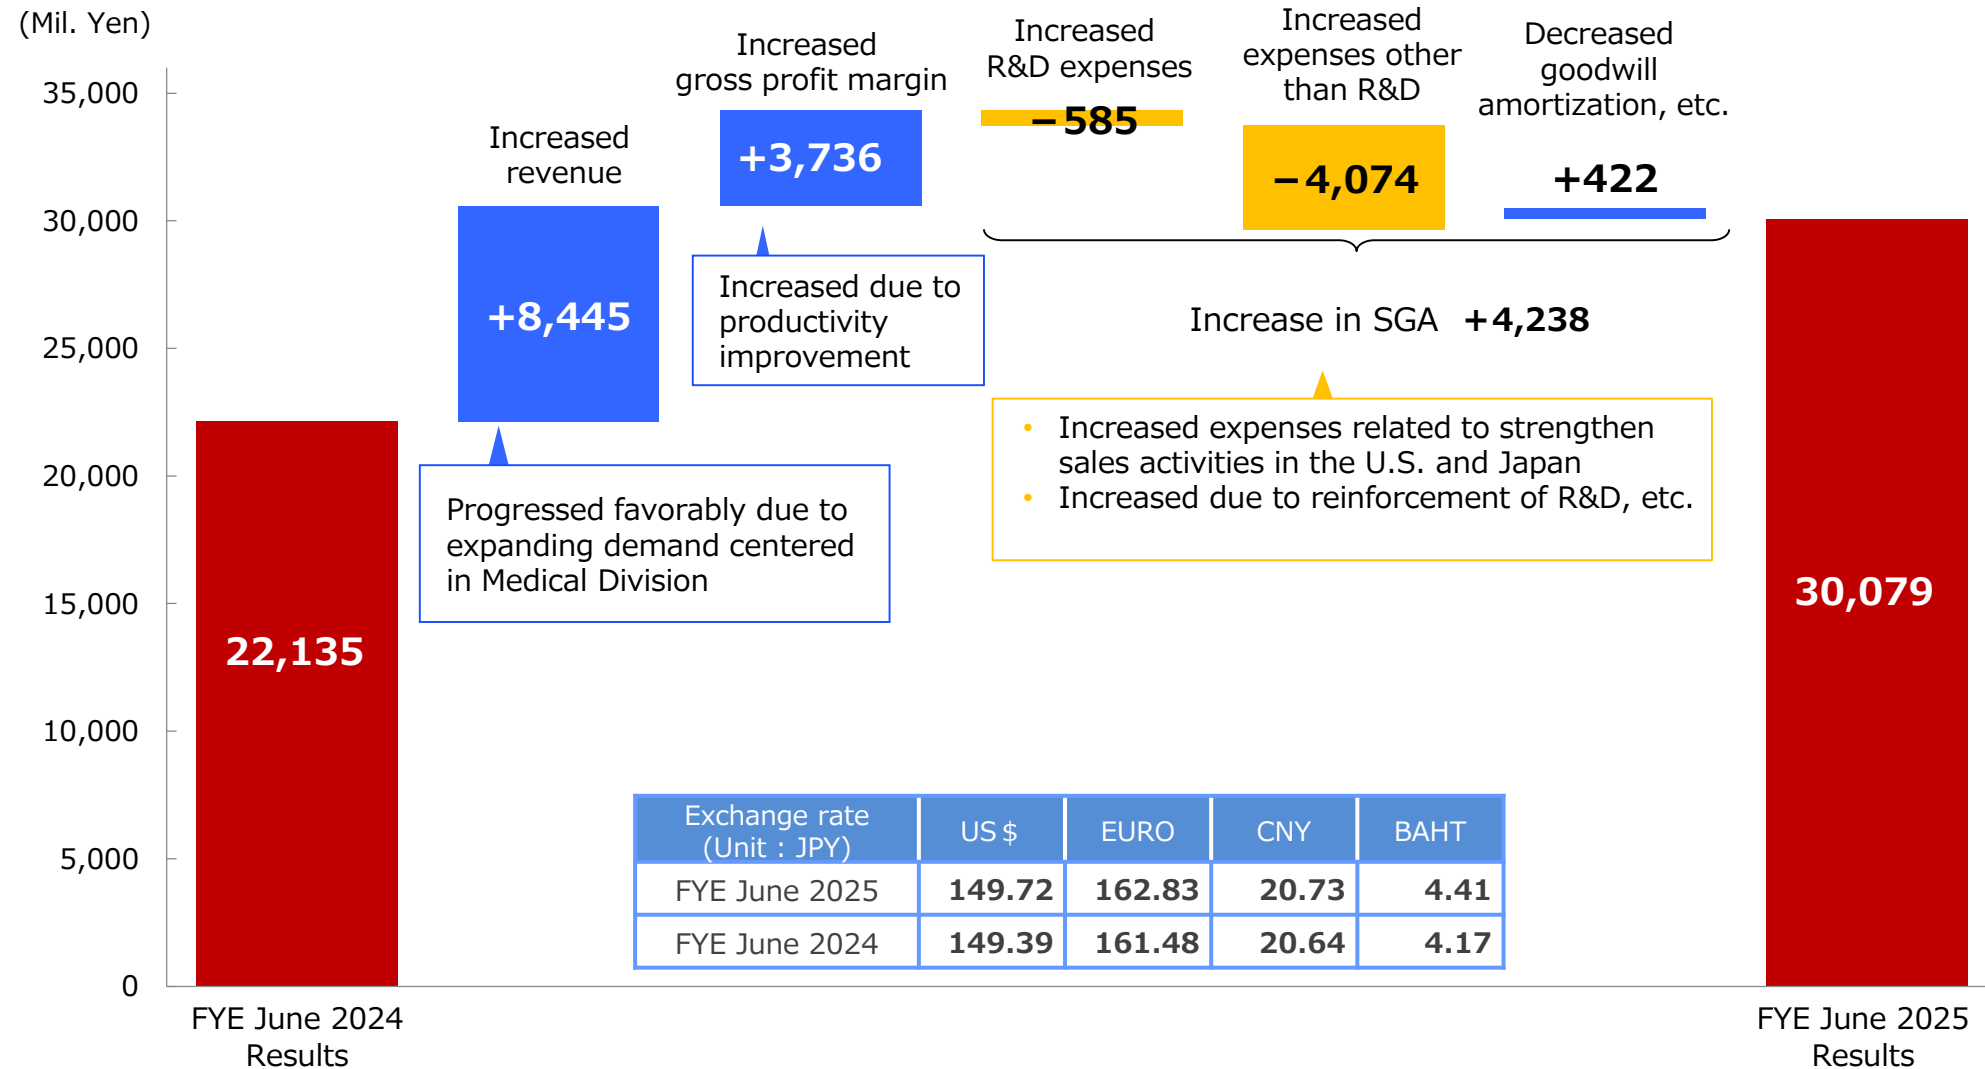 (Mil. Yen)
35,000
30,000
25,000
20,000
15,000
10,000
5,000
0
22,135
FYE June 2024
Results
Increased
revenue
+8,445
Progressed favorably due to
expanding demand centered
in Medical Division
Increased
gross profit margin
+3,736
Increased due to
productivity
improvement
Increased
R&D expenses
−585
Increased
expenses other
than R&D
−4,074
Decreased
goodwill
amortization, etc.
+422
Increase in SGA +4,238
• Increased expenses related to strengthen
sales activities in the U.S. and Japan
• Increased due to reinforcement of R&D, etc.
30,079
FYE June 2025
Results
Exchange rate
(Unit : JPY)
US $ EURO CNY BAHT
FYE June 2025 149.72 162.83 20.73 4.41
FYE June 2024 149.39 161.48 20.64 4.17